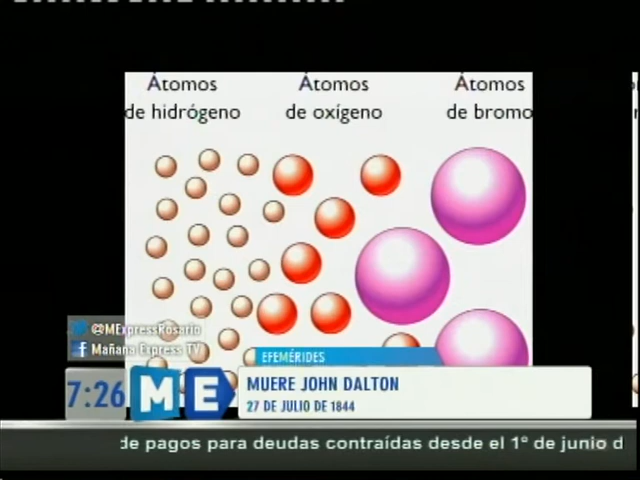 Átomos
de hidrógeno
Átomos
de oxígeno
Átomos
de bromo
@MExpressRosario
Mañana Express TV
EFEMÉRIDES
7:26
ME
MUERE JOHN DALTON
27 DE JULIO DE 1844
de pagos para deudas contraídas desde el 1º de junio d